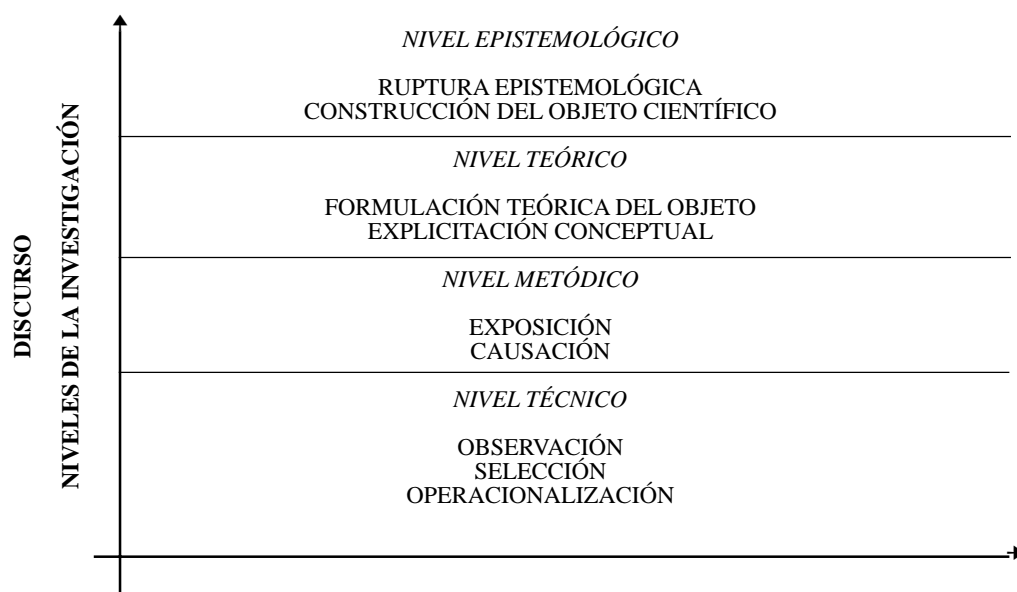 DISCURSO
NIVELES DE LA INVESTIGACIÓN
NIVEL EPISTEMOLÓGICO
RUPTURA EPISTEMOLÓGICA
CONSTRUCCIÓN DEL OBJETO CIENTÍFICO
NIVEL TEÓRICO
FORMULACIÓN TEÓRICA DEL OBJETO
EXPLICITACIÓN CONCEPTUAL
NIVEL METÓDICO
EXPOSICIÓN
CAUSACIÓN
NIVEL TÉCNICO
OBSERVACIÓN
SELECCIÓN
OPERACIONALIZACIÓN